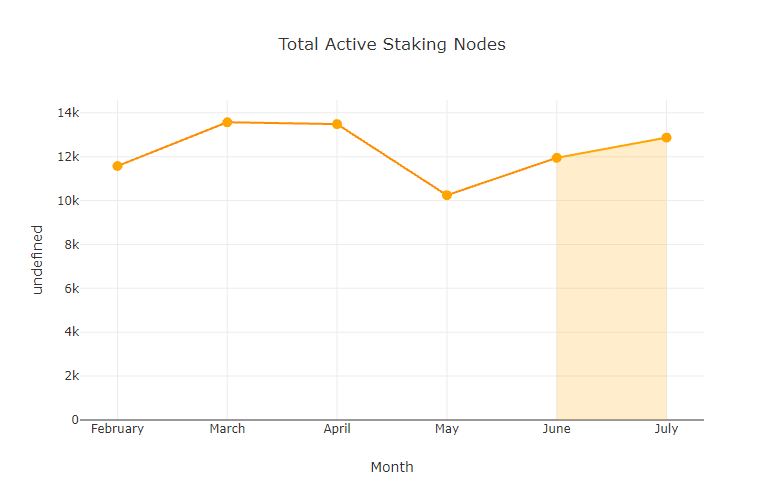 Total Active Staking Nodes
14k
12k
10k
8k
6k
4k
2k
0
undefined
February March April May June July
Month